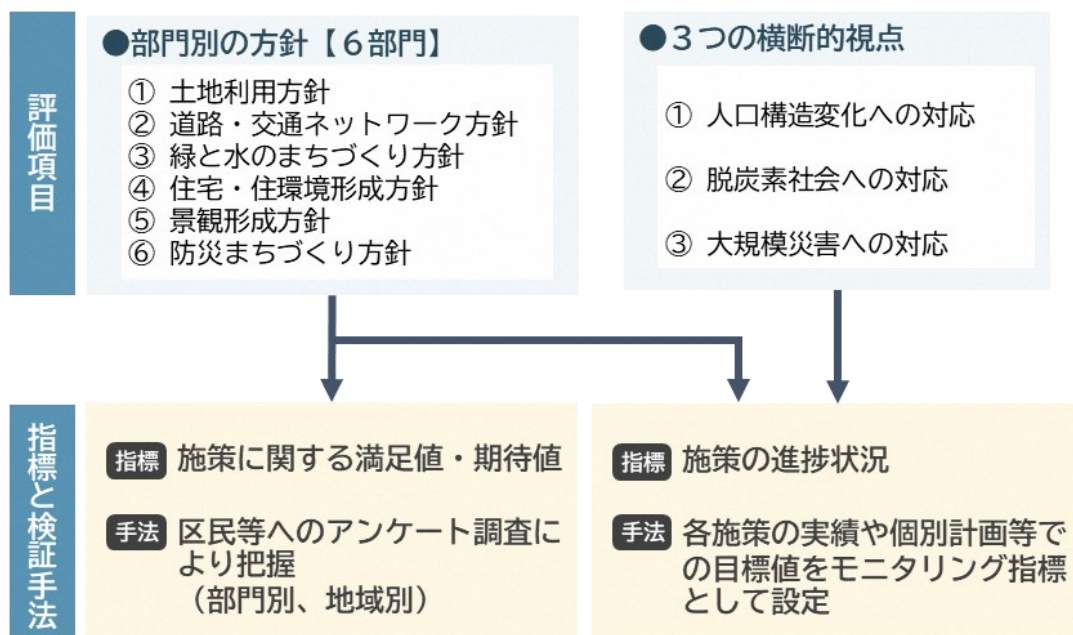 評価項目
●部門別の方針【６部門】
① 土地利用方針
② 道路・交通ネットワーク方針
③ 緑と水のまちづくり方針
④ 住宅・住環境形成方針
⑤ 景観形成方針
⑥ 防災まちづくり方針
●３つの横断的視点
① 人口構造変化への対応
② 脱炭素社会への対応
③ 大規模災害への対応
指標と検証手法
指標 施策に関する満足値・期待値
手法 区民等へのアンケート調査に
より把握
（部門別、地域別）
指標 施策の進捗状況
手法 各施策の実績や個別計画等で
の目標値をモニタリング指標
として設定